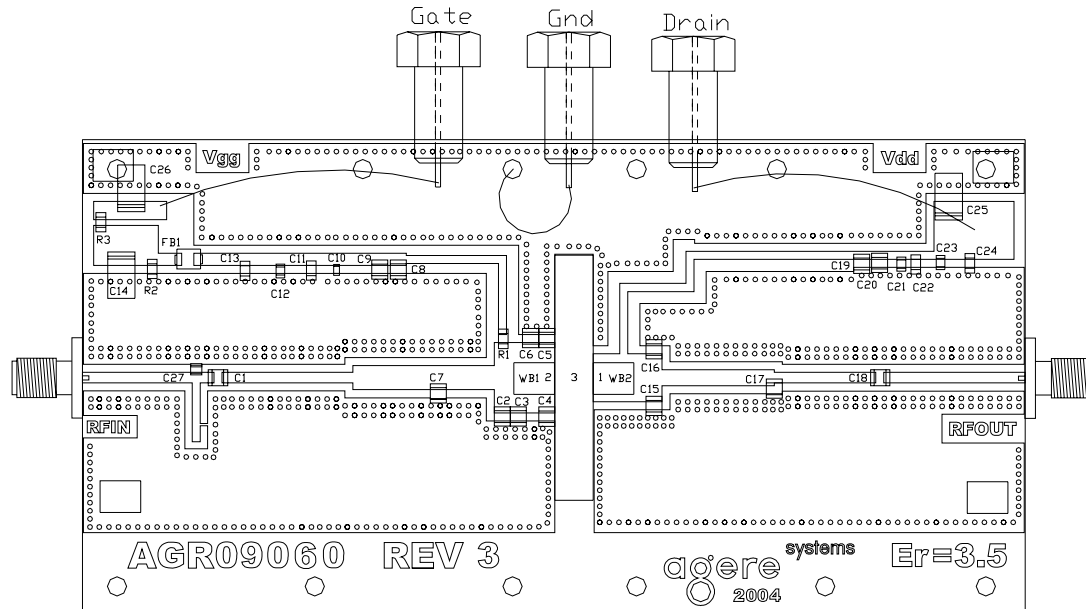 Gate Gnd Drain
Vgg Vdd
C26
C25
R3 FB1
C13 C11 C10 C9 C8 C19 C23 C24
C14 R2 C12 C20 C21 C22
R1 C6 C5 C16
C27 C1 WB1 2 3 1 WB2 C17 C18
C7 C15
C2 C3 C4
RFIN RFOUT
AGR09060 REV 3 agere systems Er=3.5
2004